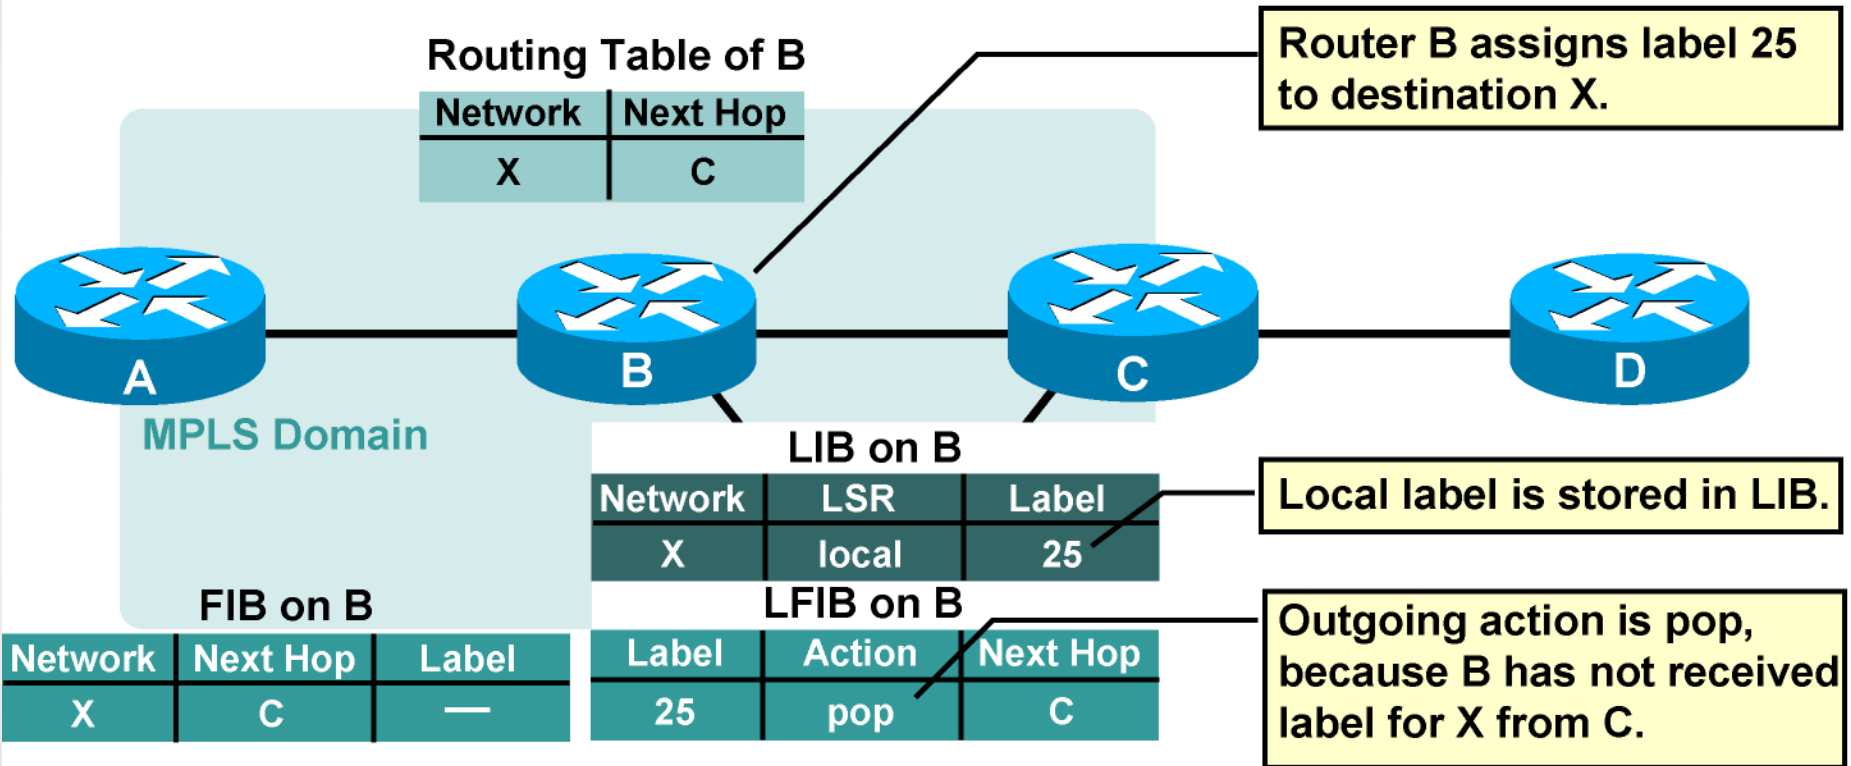 Routing Table of B
Network Next Hop
X C
Router B assigns label 25
to destination X.
A
B
C
D
MPLS Domain
LIB on B
Network LSR Label
X local 25
Local label is stored in LIB.
FIB on B
Network Next Hop Label
X C —
LFIB on B
Label Action Next Hop
25 pop C
Outgoing action is pop,
because B has not received
label for X from C.